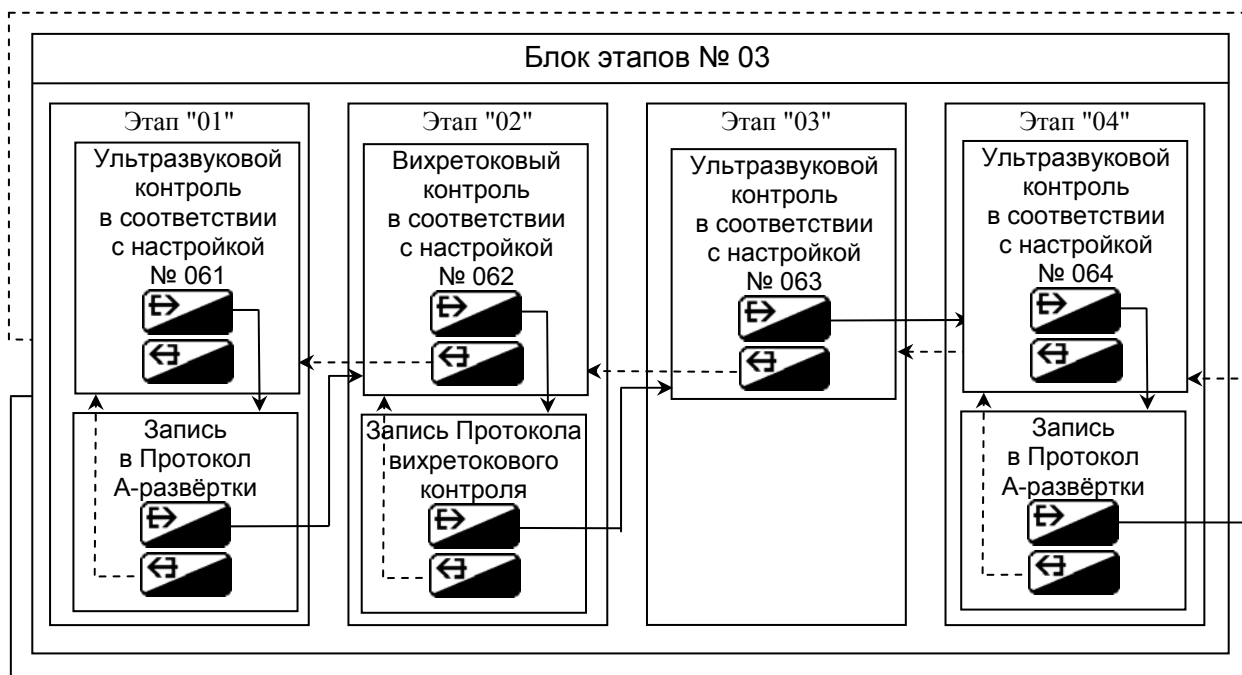 Блок этапов № 03
Этап "01"
Ультразвуковой
контроль
в соответствии
с настройкой
№ 061
Запись
в Протокол
А-развёртки
Этап "02"
Вихретоковый
контроль
в соответствии
с настройкой
№ 062
Запись Протокола
вихретокового
контроля
Этап "03"
Ультразвуковой
контроль
в соответствии
с настройкой
№ 063
Этап "04"
Ультразвуковой
контроль
в соответствии
с настройкой
№ 064
Запись
в Протокол
А-развёртки